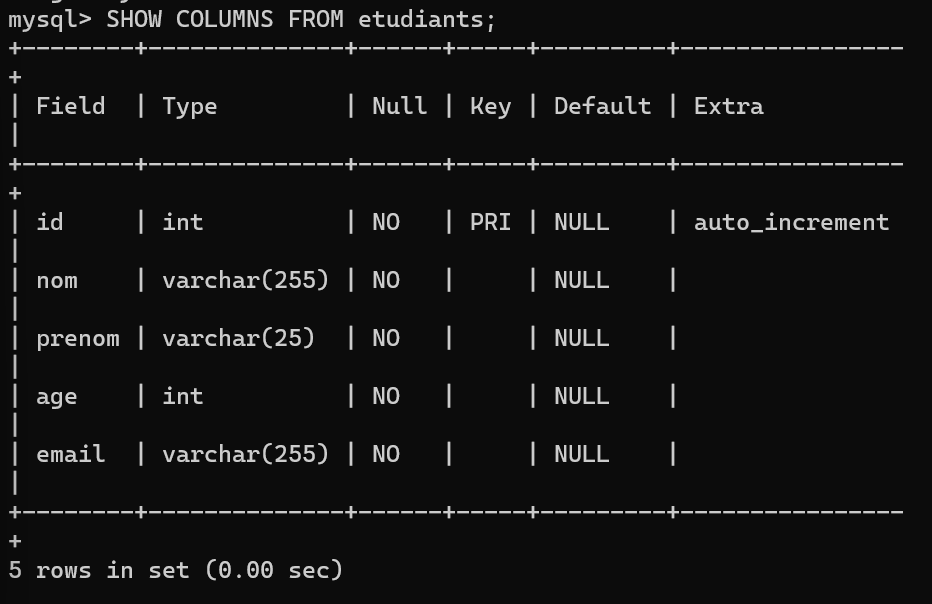 mysql> SHOW COLUMNS FROM etudiants;
+--------+--------------+------+-----+---------+----------------
+
| Field  | Type         | Null | Key | Default | Extra
|
+--------+--------------+------+-----+---------+----------------
+
| id     | int          | NO   | PRI | NULL    | auto_increment
|
| nom    | varchar(255) | NO   |     | NULL    |
|
| prenom | varchar(25)  | NO   |     | NULL    |
|
| age    | int          | NO   |     | NULL    |
|
| email  | varchar(255) | NO   |     | NULL    |
|
+--------+--------------+------+-----+---------+----------------
+
5 rows in set (0.00 sec)